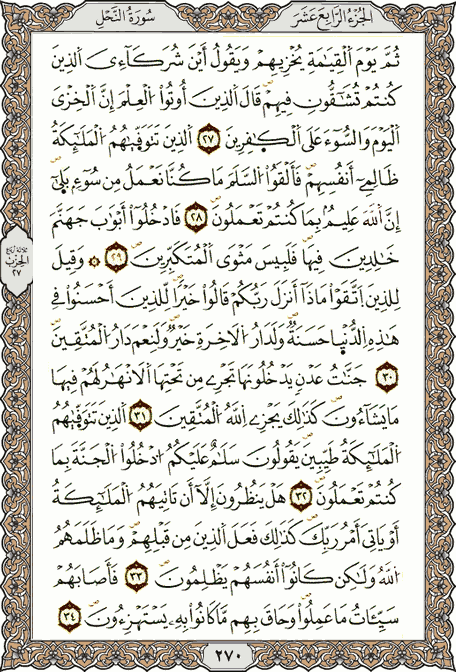 الجزء الرابع عشر
سورة النحل
ثُمَّ يَوْمَ الْقِيَامَةِ يُخْزِيهِمْ وَيَقُولُ أَيْنَ شُرَكَاءِىَ الَّذِينَ
كُنتُمْ تُشَاقُّونَ فِيهِمْ قَالَ الَّذِينَ أُوتُوا الْعِلْمَ إِنَّ الْخِزْىَ
الْيَوْمَ وَالسُّوءَ عَلَى الْكَافِرِينَ ٢٧ الَّذِينَ تَتَوَفَّىهُمُ الْمَلَائِكَةُ
ظَالِمِى أَنفُسِهِمْ فَأَلْقَوُا السَّلَمَ مَا كُنَّا نَعْمَلُ مِن سُوءٍ بَلَى
إِنَّ اللَّهَ عَلِيمٌ بِمَا كُنتُمْ تَعْمَلُونَ ٢٨ فَادْخُلُوا أَبْوَابَ جَهَنَّمَ
خَالِدِينَ فِيهَا فَلَبِئْسَ مَثْوَى الْمُتَكَبِّرِينَ ٢٩ وَقِيلَ
لِلَّذِينَ اتَّقَوْا مَاذَا أَنزَلَ رَبُّكُمْ قَالُوا خَيْرًا لِّلَّذِينَ أَحْسَنُوا فِى
هَذِهِ الدُّنْيَا حَسَنَةٌ وَلَدَارُ الْآخِرَةِ خَيْرٌ وَلَنِعْمَ دَارُ الْمُتَّقِينَ
٣٠ جَنَّاتُ عَدْنٍ يَدْخُلُونَهَا تَجْرِى مِن تَحْتِهَا الْأَنْهَارُ لَهُمْ فِيهَا
مَا يَشَاءُونَ كَذَلِكَ يَجْزِى اللَّهُ الْمُتَّقِينَ ٣١ الَّذِينَ تَتَوَفَّىهُمُ
الْمَلَائِكَةُ طَيِّبِينَ يَقُولُونَ سَلَامٌ عَلَيْكُمُ ادْخُلُوا الْجَنَّةَ بِمَا
كُنتُمْ تَعْمَلُونَ ٣٢ هَلْ يَنظُرُونَ إِلَّا أَن تَأْتِيَهُمُ الْمَلَائِكَةُ
أَوْ يَأْتِىَ أَمْرُ رَبِّكَ كَذَلِكَ فَعَلَ الَّذِينَ مِن قَبْلِهِمْ وَمَا ظَلَمَهُمُ
اللَّهُ وَلَكِن كَانُوا أَنفُسَهُمْ يَظْلِمُونَ ٣٣ فَأَصَابَهُمْ
سَيِّئَاتُ مَا عَمِلُوا وَحَاقَ بِهِم مَّا كَانُوا بِهِ يَسْتَهْزِءُونَ ٣٤
ثلاثة أرباع
الحزب
٢٧
٢٧٠